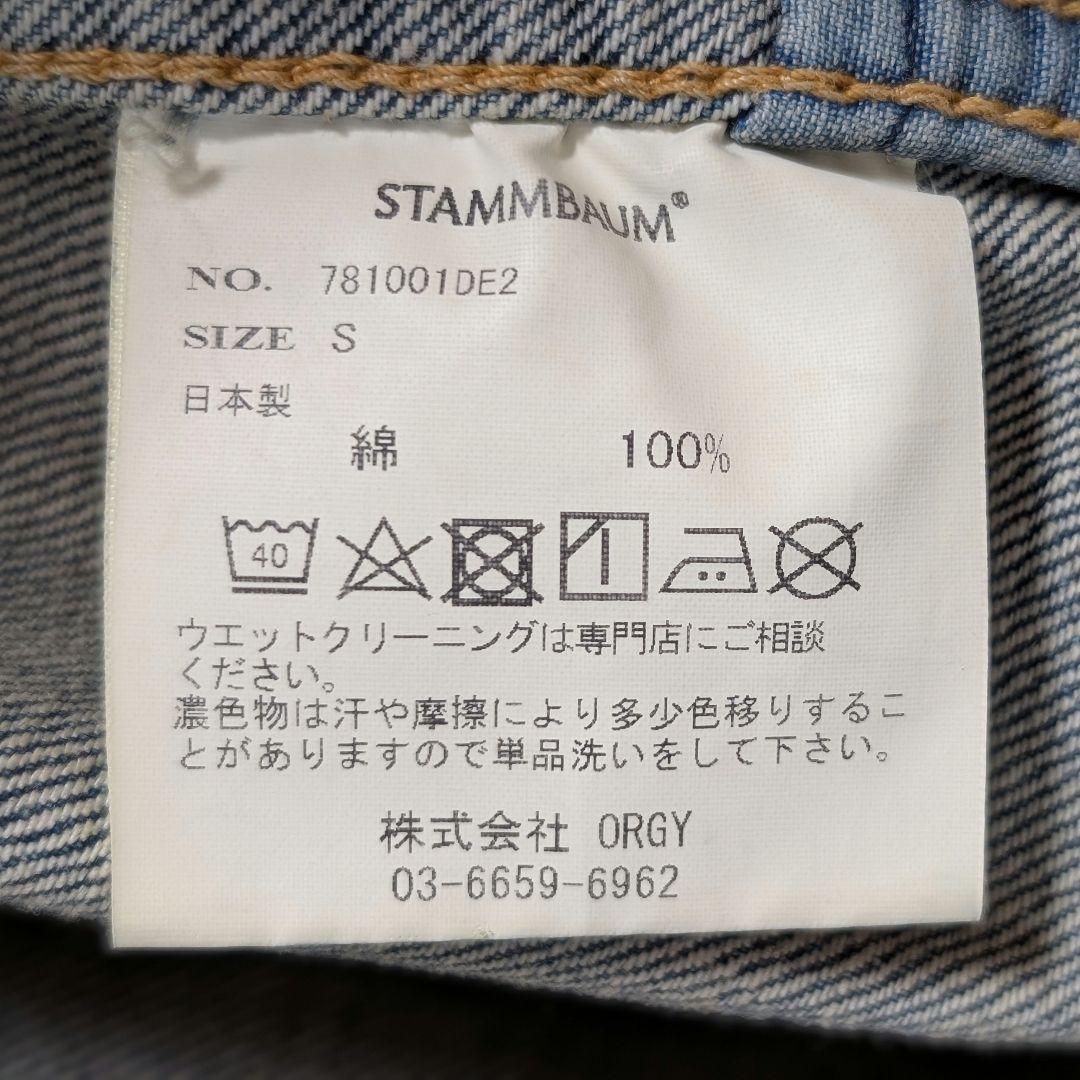 STAMMBAUM®
NO. 781001DE2
SIZE S
日本製
綿 100%
40
ウエットクリーニングは専門店にご相談
ください。
濃色物は汗や摩擦により多少色移りするこ
とがありますので単品洗いをして下さい。
株式会社 ORGY
03-6659-6962